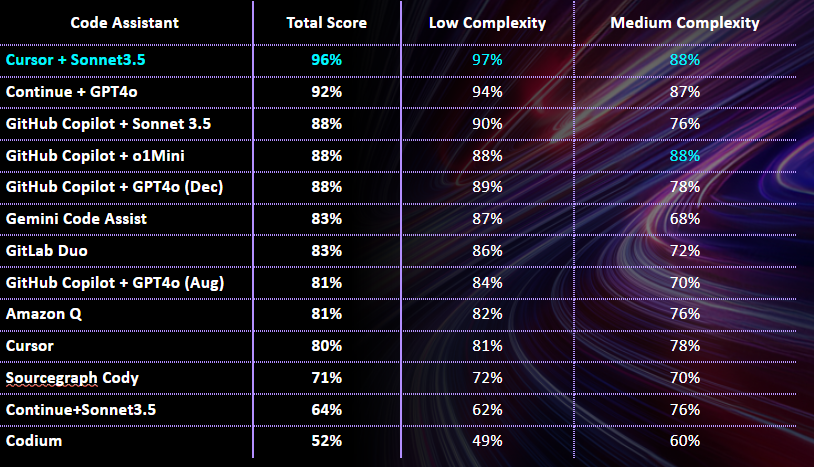 Code Assistant Total Score Low Complexity Medium Complexity
Cursor + Sonnet3.5 96% 97% 88%
Continue + GPT4o 92% 94% 87%
GitHub Copilot + Sonnet 3.5 88% 90% 76%
GitHub Copilot + o1Mini 88% 88% 88%
GitHub Copilot + GPT4o (Dec) 88% 89% 78%
Gemini Code Assist 83% 87% 68%
GitLab Duo 83% 86% 72%
GitHub Copilot + GPT4o (Aug) 81% 84% 70%
Amazon Q 81% 82% 76%
Cursor 80% 81% 78%
Sourcegraph Cody 71% 72% 70%
Continue+Sonnet3.5 64% 62% 76%
Codium 52% 49% 60%